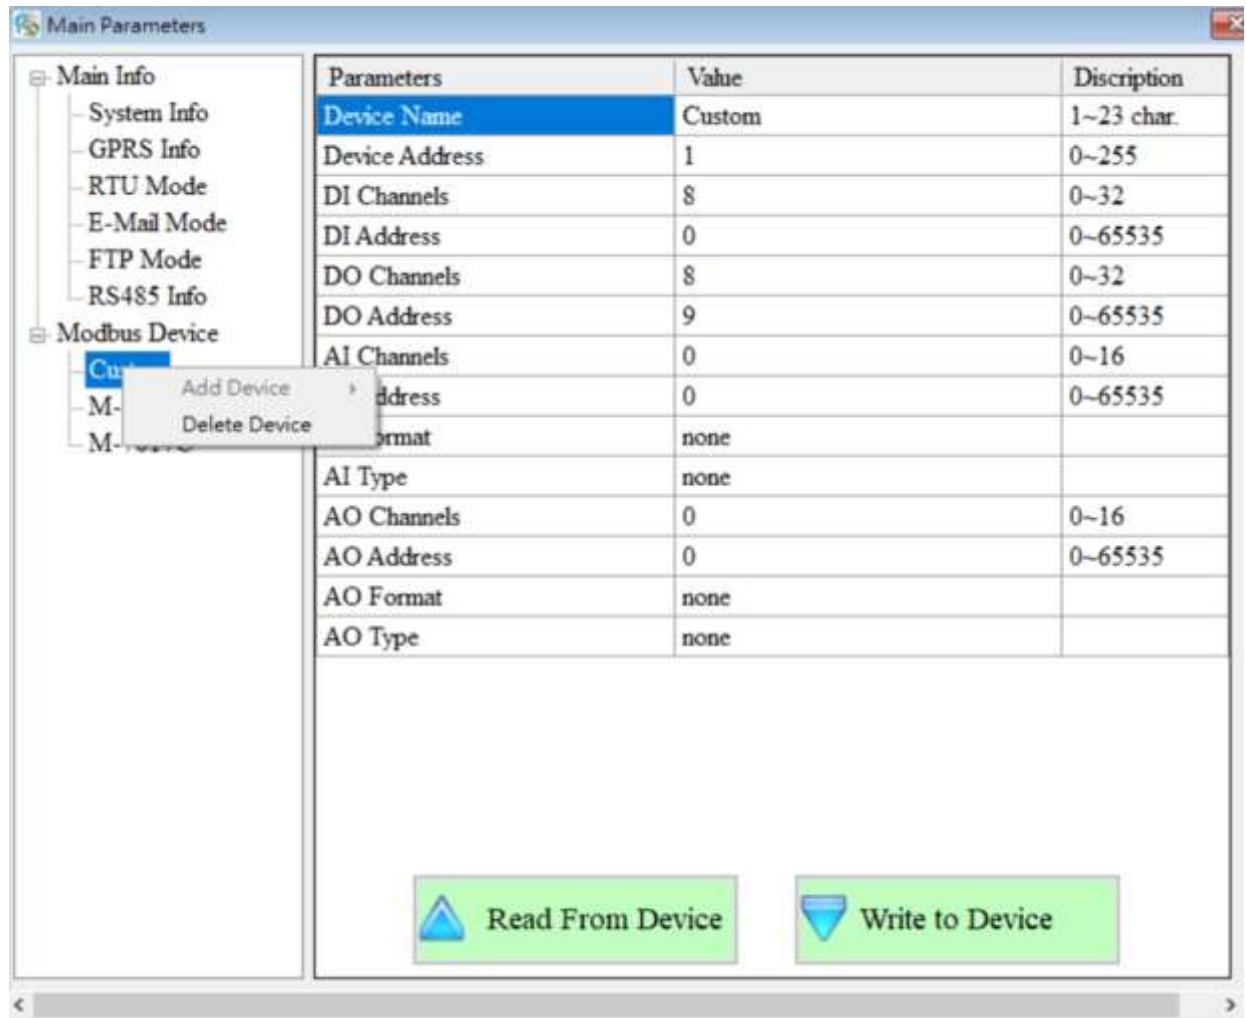 Main Parameters
Main Info
System Info
GPRS Info
RTU Mode
E-Mail Mode
FTP Mode
RS485 Info
Modbus Device
Cu
M-
M-
Add Device
Delete Device
Parameters Value Discription
Device Name Custom 1~23 char.
Device Address 1 0~255
DI Channels 8 0~32
DI Address 0 0~65535
DO Channels 8 0~32
DO Address 9 0~65535
AI Channels 0 0~16
ddress 0 0~65535
ormat none
AI Type none
AO Channels 0 0~16
AO Address 0 0~65535
AO Format none
AO Type none
Read From Device
Write to Device